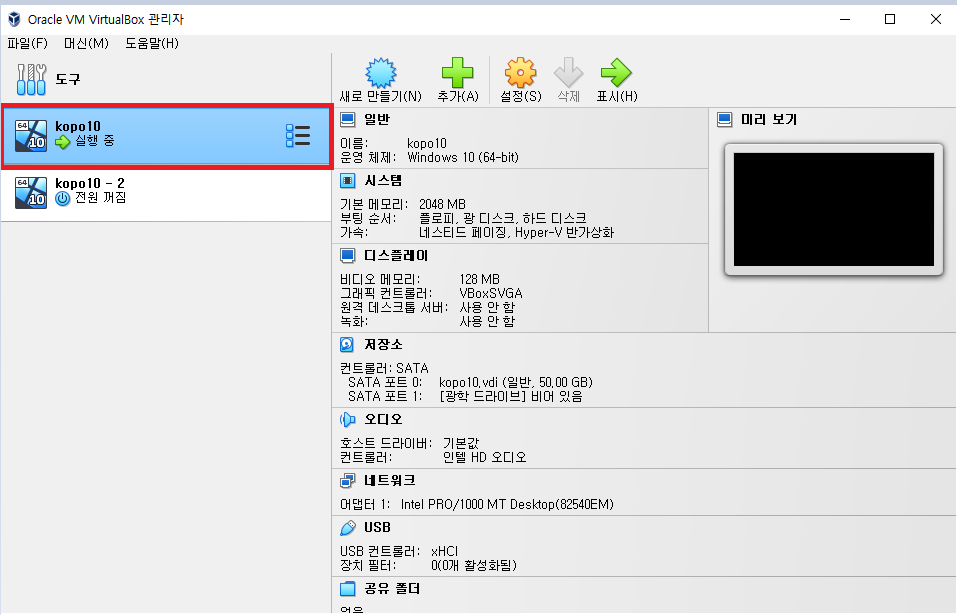 Oracle VM VirtualBox 관리자
파일(F) 머신(M) 도움말(H)
도구
새로 만들기(N) 추가(A) 설정(S) 삭제 표시(H)
64
10
kopo10
실행 중
64
10
kopo10 - 2
전원 꺼짐
일반
이름: kopo10
운영 체제: Windows 10 (64-bit)
시스템
기본 메모리: 2048 MB
부팅 순서: 플로피, 광 디스크, 하드 디스크
가속: 네스티드 페이징, Hyper-V 반가상화
디스플레이
비디오 메모리: 128 MB
그래픽 컨트롤러: VBoxSVGA
원격 데스크톱 서버: 사용 안 함
녹화: 사용 안 함
미리 보기
저장소
컨트롤러: SATA
SATA 포트 0: kopo10.vdi (일반, 50.00 GB)
SATA 포트 1: [광학 드라이브] 비어 있음
오디오
호스트 드라이버: 기본값
컨트롤러: 인텔 HD 오디오
네트워크
어댑터 1: Intel PRO/1000 MT Desktop(82540EM)
USB
USB 컨트롤러: xHCI
장치 필터: 0(0개 활성화됨)
공유 폴더
없음